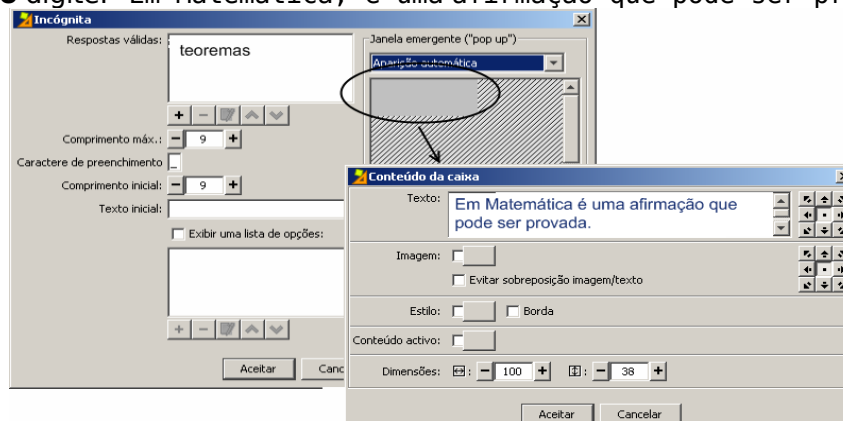 digite: Em Matemática, é uma afirmação que pode ser pr
Incógnita
Respostas válidas:
teoremas
Janela emergente ("pop up")
Aparição automática
Comprimento máx.: 9
Caractere de preenchimento _
Comprimento inicial: 9
Texto inicial:
Exibir uma lista de opções:
Aceitar Canc
Conteúdo da caixa
Texto:
Em Matemática é uma afirmação que
pode ser provada.
Imagem:
Evitar sobreposição imagem/texto
Estilo: Borda
Conteúdo activo:
Dimensões: : 100 : 38
Aceitar Cancelar